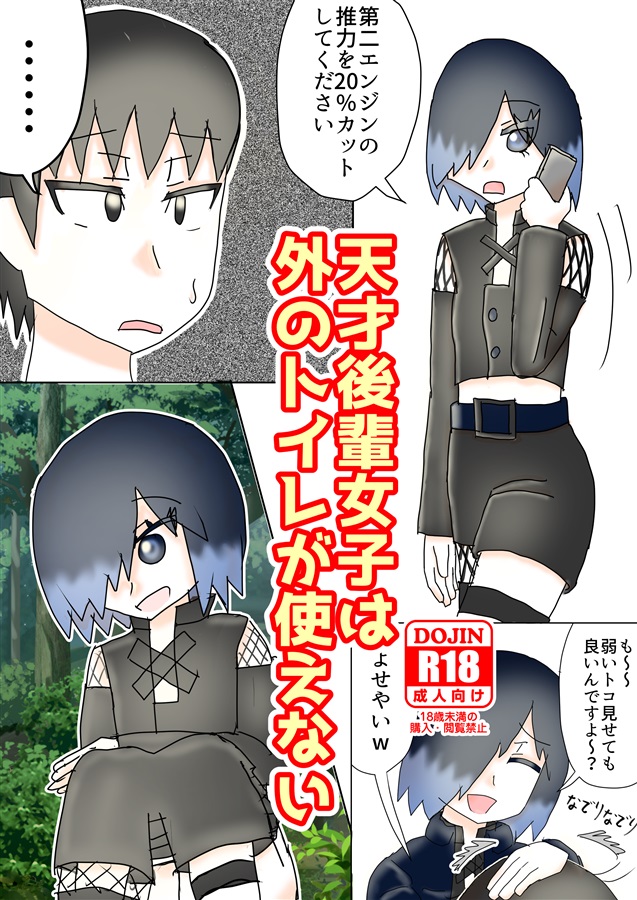 第二エンジンの
推力を20%カット
してください
・・・・・・
天才後輩女子は
外のトイレが使えない
DOJIN
R18
成人向け
18歳未満の
購入・閲覧禁止
も〜〜
弱いトコ見せても
良いんですよ〜？
よせやいw
なでりなでり